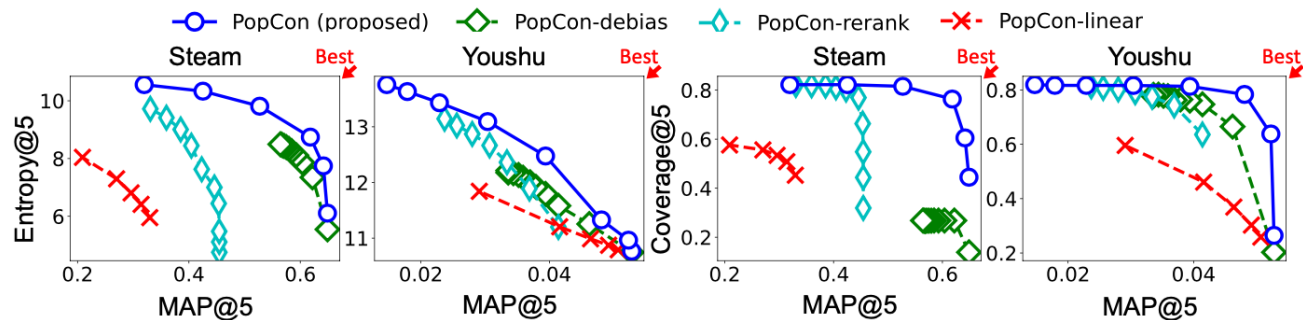 PopCon (proposed) PopCon-debias PopCon-rerank PopCon-linear
Steam Best Youshu Best Steam Best Youshu Best
Entropy@5
10
8
6
0.2 0.4 0.6
MAP@5
13
12
11
0.02 0.04
MAP@5
Coverage@5
0.8
0.6
0.4
0.2
0.2 0.4 0.6
MAP@5
0.8
0.6
0.4
0.2
0.02 0.04
MAP@5